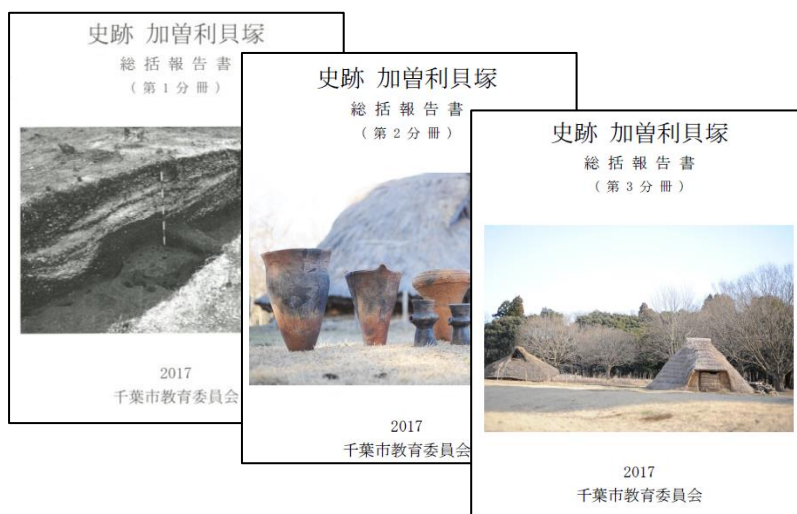 史跡 加曽利貝塚
総括報告書
(第1分冊)
2017
千葉市教育委員会
史跡 加曽利貝塚
総括報告書
(第2分冊)
2017
千葉市教育委員会
史跡 加曽利貝塚
総括報告書
(第3分冊)
2017
千葉市教育委員会